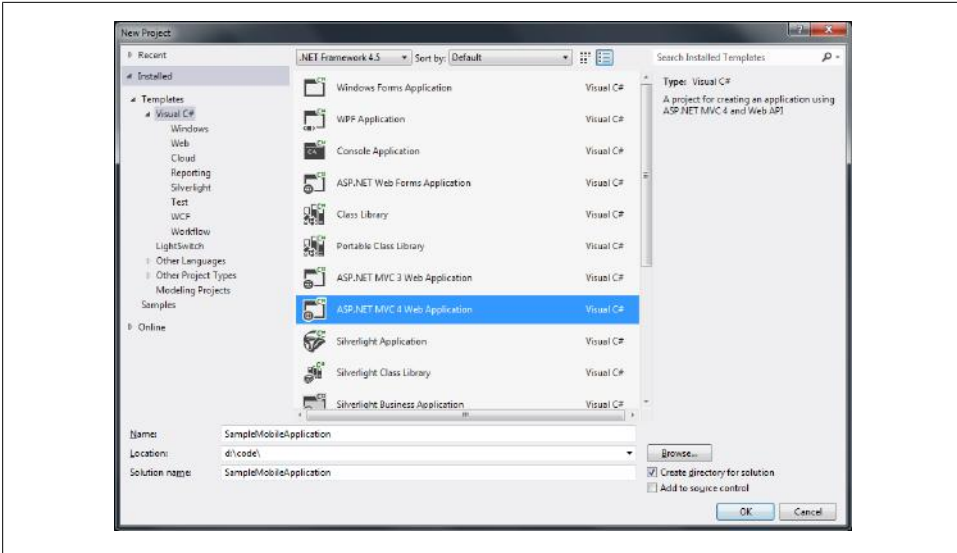 New Project
Recent
.NET Framework 4.5 Sort by: Default
Search Installed Templates
Installed
Templates
Visual C#
Windows
Web
Cloud
Reporting
Silverlight
Test
WCF
Workflow
LightSwitch
Other Languages
Other Project Types
Modeling Projects
Samples
Online
Windows Forms Application Visual C#
WPF Application Visual C#
Console Application Visual C#
ASP.NET Web Forms Application Visual C#
Class Library Visual C#
Portable Class Library Visual C#
ASP.NET MVC 3 Web Application Visual C#
ASP.NET MVC 4 Web Application Visual C#
Silverlight Application Visual C#
Silverlight Class Library Visual C#
Silverlight Business Application Visual C#
Type: Visual C#
A project for creating an application using
ASP.NET MVC 4 and Web API
Name: SampleMobileApplication
Location: d:\code\
Browse...
Solution name: SampleMobileApplication
Create directory for solution
Add to source control
OK Cancel